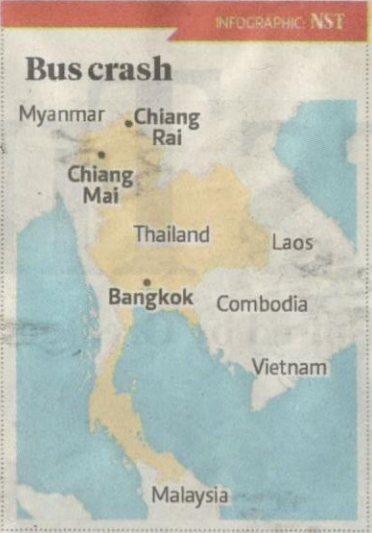 INFOGRAPHIC: NST
Bus crash
Myanmar
Chiang
Rai
Chiang
Mai
Thailand
Laos
Bangkok
Combodia
Vietnam
Malaysia